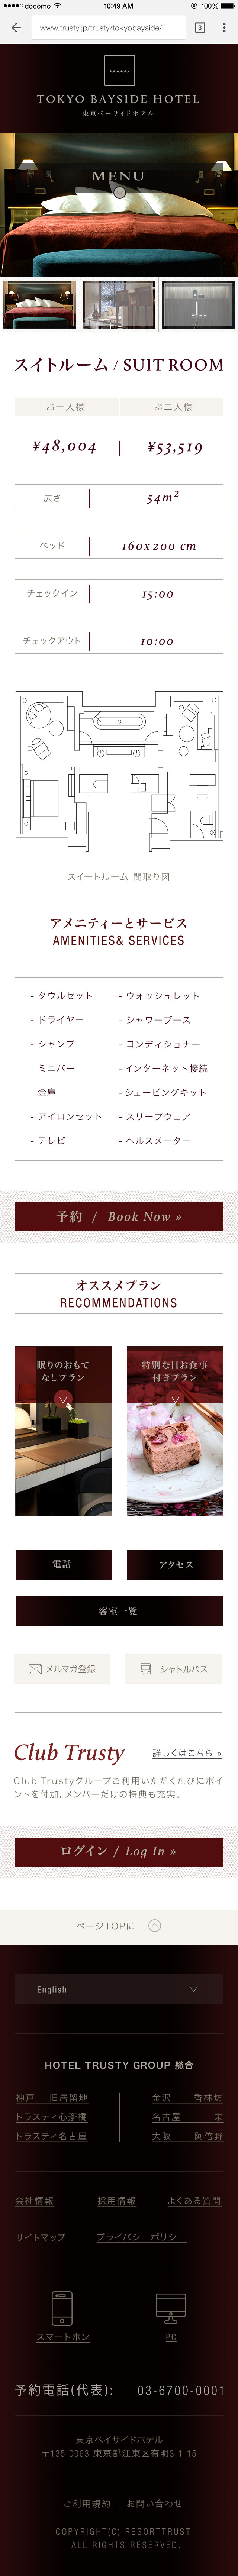 docomo 10:49 AM 100%
www.trusty.jp/trusty/tokyobayside/ 3
TOKYO BAYSIDE HOTEL
東京ベーサイドホテル
MENU
スイトルーム / SUIT ROOM
お一人様 お二人様
¥48,004 ¥53,519
広さ 54m²
ベッド 160x200 cm
チェックイン 15:00
チェックアウト 10:00
スイートルーム 間取り図
アメニティーとサービス
AMENITIES& SERVICES
- タウルセット - ウォッシュレット
- ドライヤー - シャワーブース
- シャンプー - コンディショナー
- ミニバー - インターネット接続
- 金庫 - シェービングキット
- アイロンセット - スリープウェア
- テレビ - ヘルスメーター
予約 / Book Now »
オススメプラン
RECOMMENDATIONS
眠りのおもて
なしプラン
特別な日お食事
付きプラン
電話 アクセス
客室一覧
メルマガ登録 シャトルバス
Club Trusty 詳しくはこちら »
Club Trustyグループご利用いただくたびにポイ
ントを付加。メンバーだけの特典も充実。
ログイン / Log In »
ページTOPに
English
HOTEL TRUSTY GROUP 総合
神戸 旧居留地 金沢 香林坊
トラスティ心斎橋 名古屋 栄
トラスティ名古屋 大阪 阿倍野
会社情報 採用情報 よくある質問
サイトマップ プライバシーポリシー
スマートホン PC
予約電話(代表): 03-6700-0001
東京ベイサイドホテル
〒135-0063 東京都江東区有明3-1-15
ご利用規約 お問い合わせ
COPYRIGHT(C) RESORTTRUST
ALL RIGHTS RESERVED.